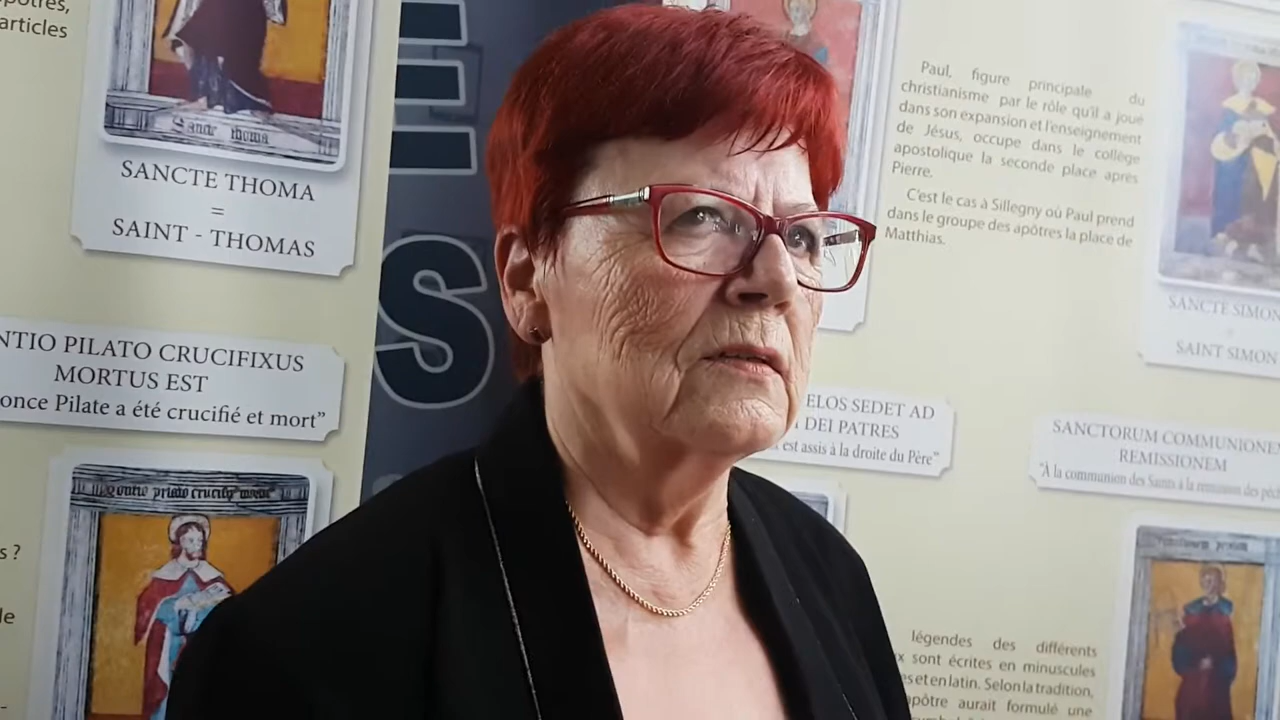 articles
Sancte thoma
SANCTE THOMA
=
SAINT - THOMAS
NTIO PILATO CRUCIFIXUS
MORTUS EST
once Pilate a été crucifié et mort”
s ?
le
E
S
Paul, figure principale du
christianisme par le rôle qu'il a joué
dans son expansion et l'enseignement
de Jésus, occupe dans le collège
apostolique la seconde place après
Pierre.
C'est le cas à Sillegny où Paul prend
dans le groupe des apôtres la place de
Matthias.
SANCTE SIMON
SAINT SIMON
ELOS SEDET AD
DEI PATRES
est assis à la droite du Père”
SANCTORUM COMMUNIONE
REMISSIONEM
“À la communion des Saints à la rémission des pé
légendes des différents
x sont écrites en minuscules
es et en latin. Selon la tradition,
pôtre aurait formulé une